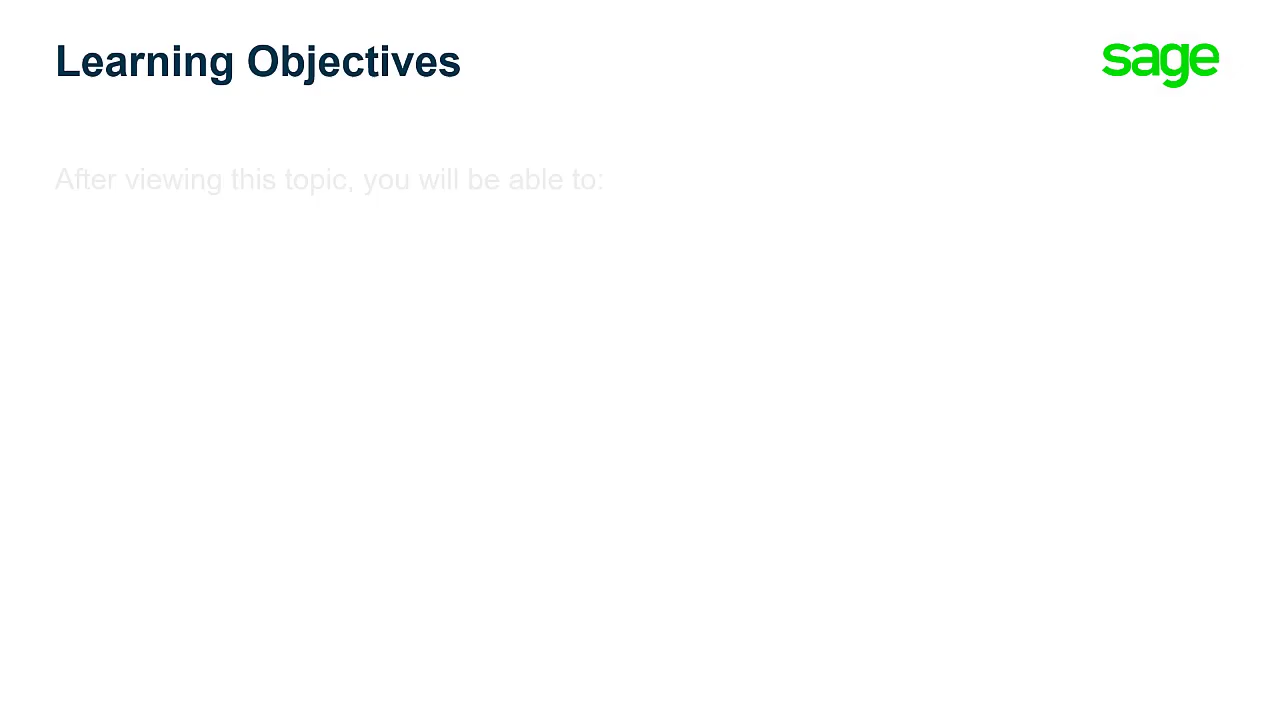 Learning Objectives
sage
After viewing this topic, you will be able to: